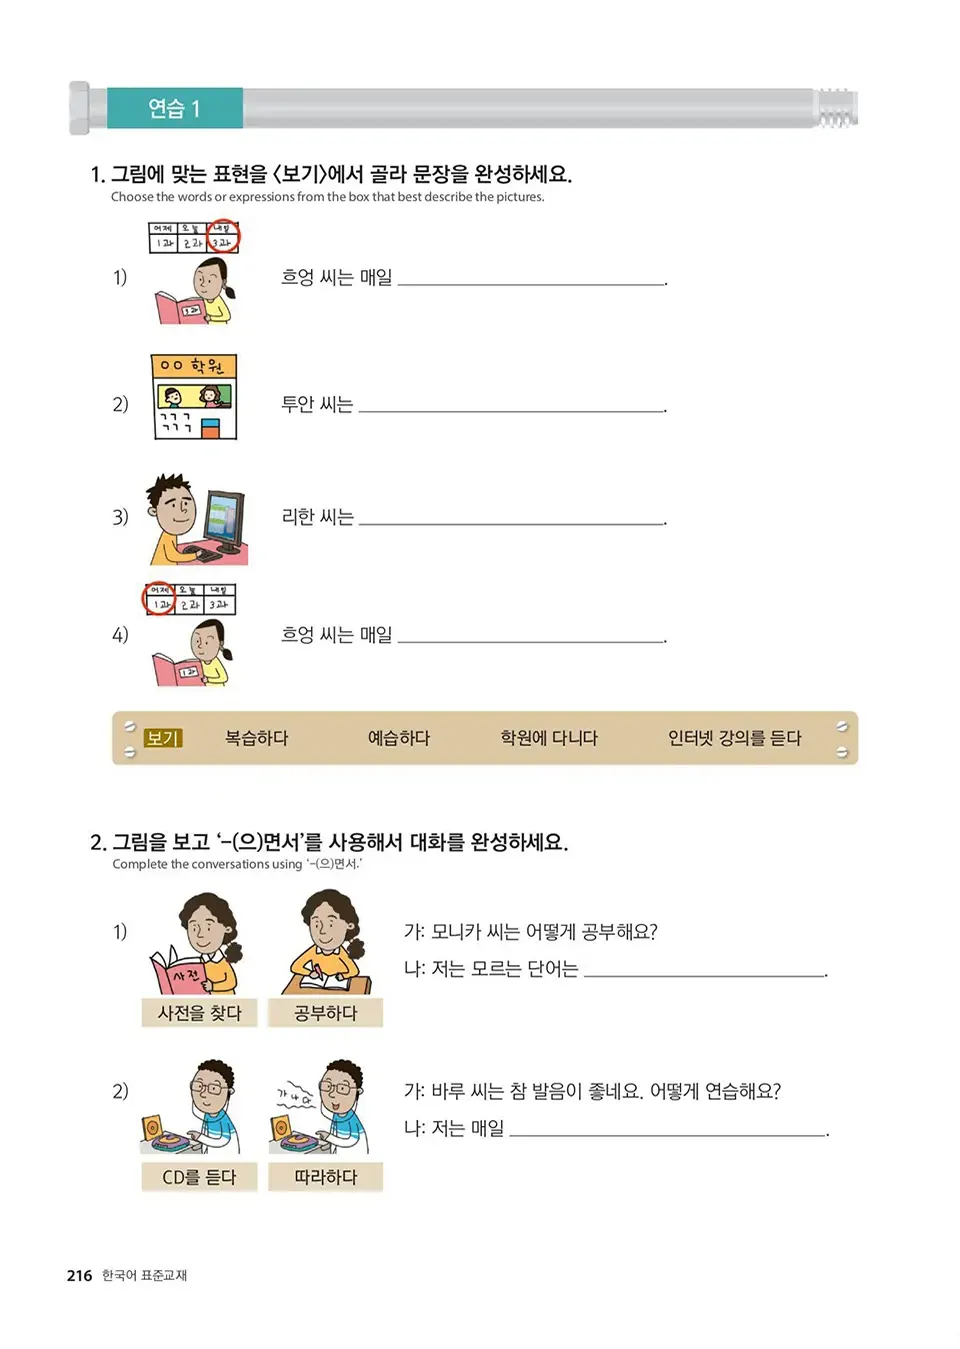 연습 1
1. 그림에 맞는 표현을 〈보기〉에서 골라 문장을 완성하세요.
Choose the words or expressions from the box that best describe the pictures.
어제 오늘 내일
1과 2과 3과
3과
1) 흐엉 씨는 매일 ______________.
○○ 학원
ㄱㄱㄱ
ㄱㄱㄱ
2) 투안 씨는 ______________.
3) 리한 씨는 ______________.
어제 오늘 내일
1과 2과 3과
1과
4) 흐엉 씨는 매일 ______________.
보기 복습하다 예습하다 학원에 다니다 인터넷 강의를 듣다
2. 그림을 보고 ‘-(으)면서’를 사용해서 대화를 완성하세요.
Complete the conversations using ‘-(으)면서.’
1) 가: 모니카 씨는 어떻게 공부해요?
나: 저는 모르는 단어는 ______________.
사전
사전을 찾다 공부하다
2) 가: 바루 씨는 참 발음이 좋네요. 어떻게 연습해요?
나: 저는 매일 ______________.
가 나 다
CD를 듣다 따라하다
216 한국어 표준교재